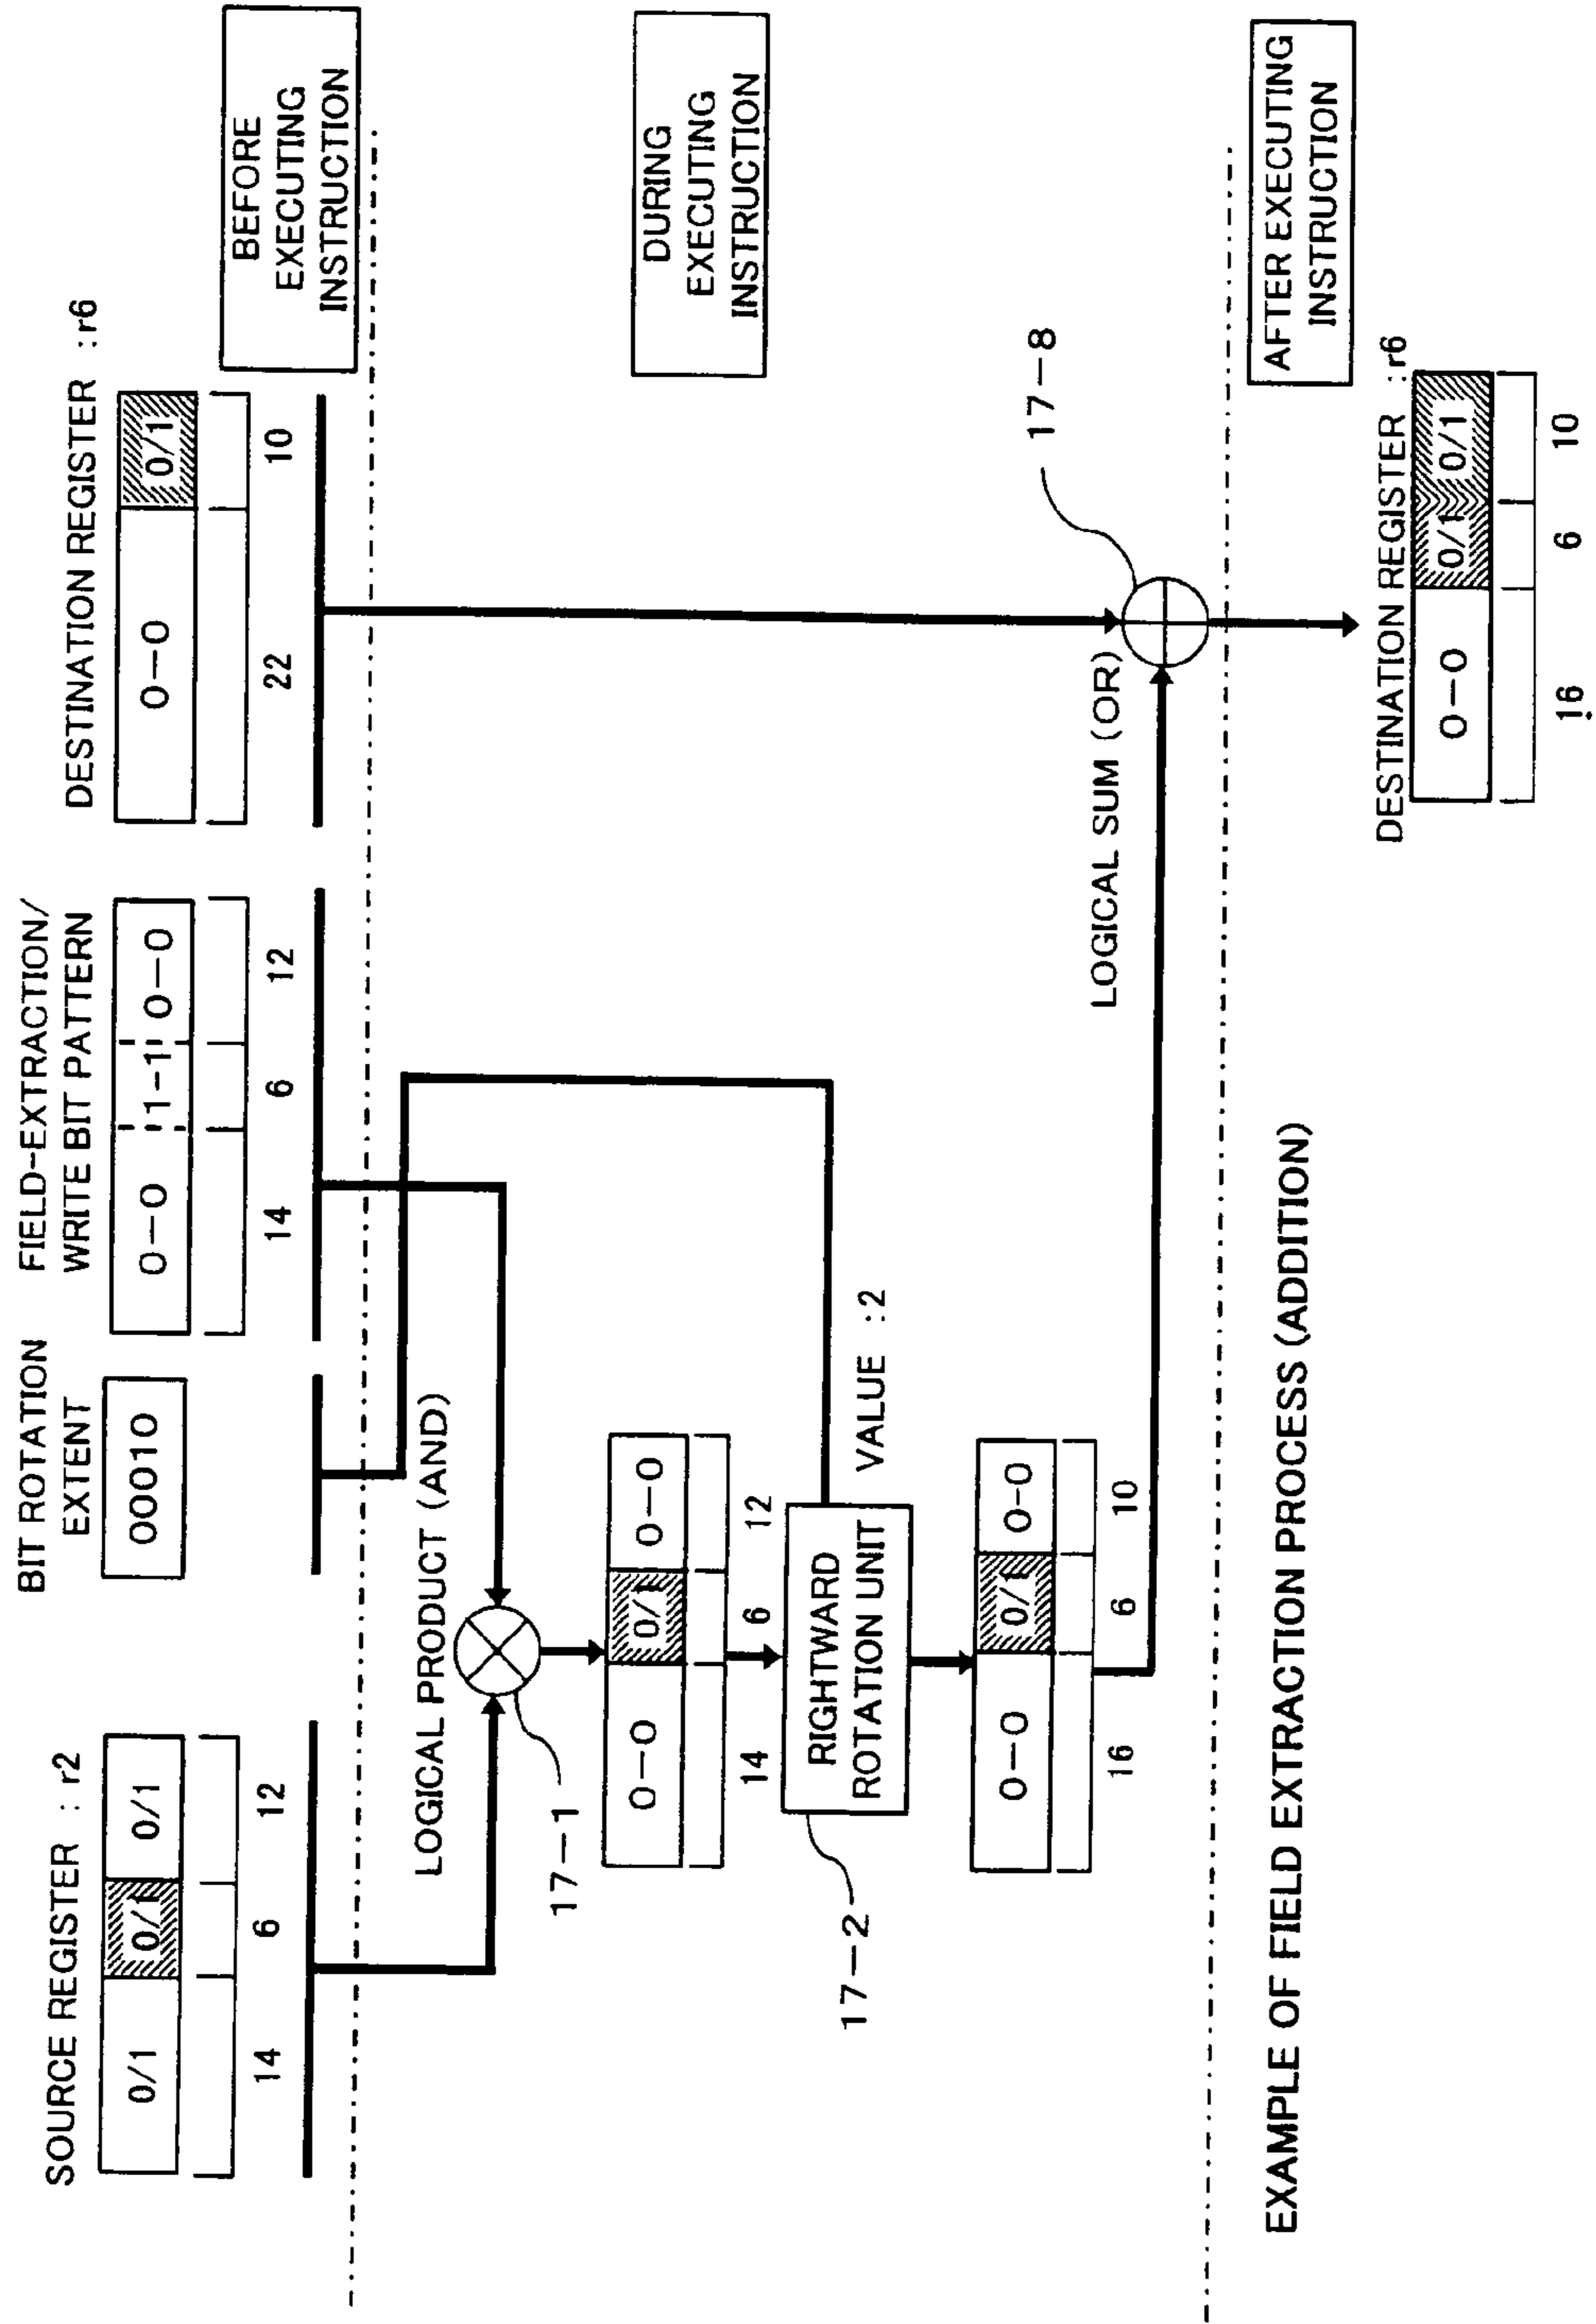 SOURCE REGISTER : r2
0/1 0/1 0/1
14 6 12
BIT ROTATION
EXTENT
00010
FIELD-EXTRACTION/
WRITE BIT PATTERN
0—0 1-1 0—0
14 6 12
DESTINATION REGISTER :r6
0—0 0/1
22 10
BEFORE
EXECUTING
INSTRUCTION
LOGICAL PRODUCT (AND)
17—1
0—0 0/1 0—0
14 6 12
DURING
EXECUTING
INSTRUCTION
RIGHTWARD
ROTATION UNIT
VALUE :2
17—2
0—0 0/1 0-0
16 6 10
LOGICAL SUM (OR)
17—8
AFTER EXECUTING
INSTRUCTION
DESTINATION REGISTER :r6
0—0 0/1 0/1
16 6 10
EXAMPLE OF FIELD EXTRACTION PROCESS (ADDITION)